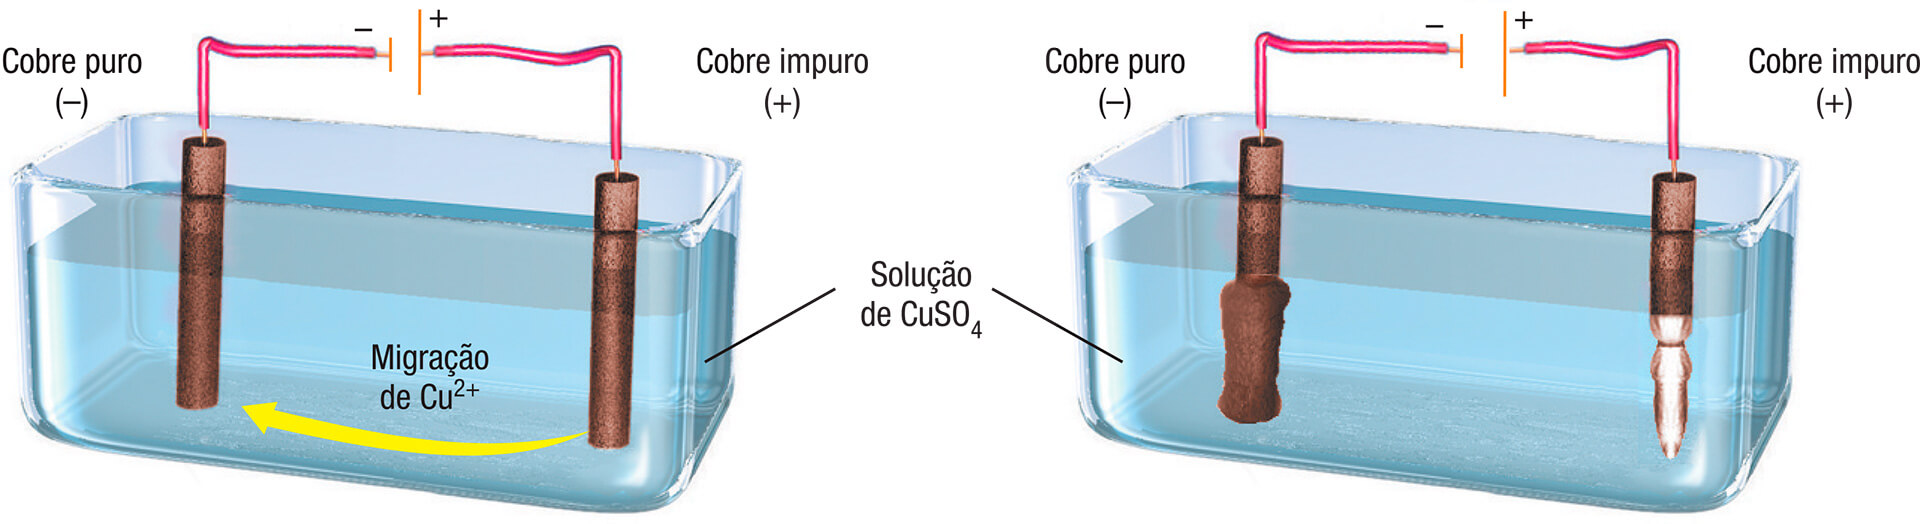 – +
Cobre puro
(–)
Cobre impuro
(+)
Migração
de Cu²⁺
Solução
de CuSO₄
– +
Cobre puro
(–)
Cobre impuro
(+)